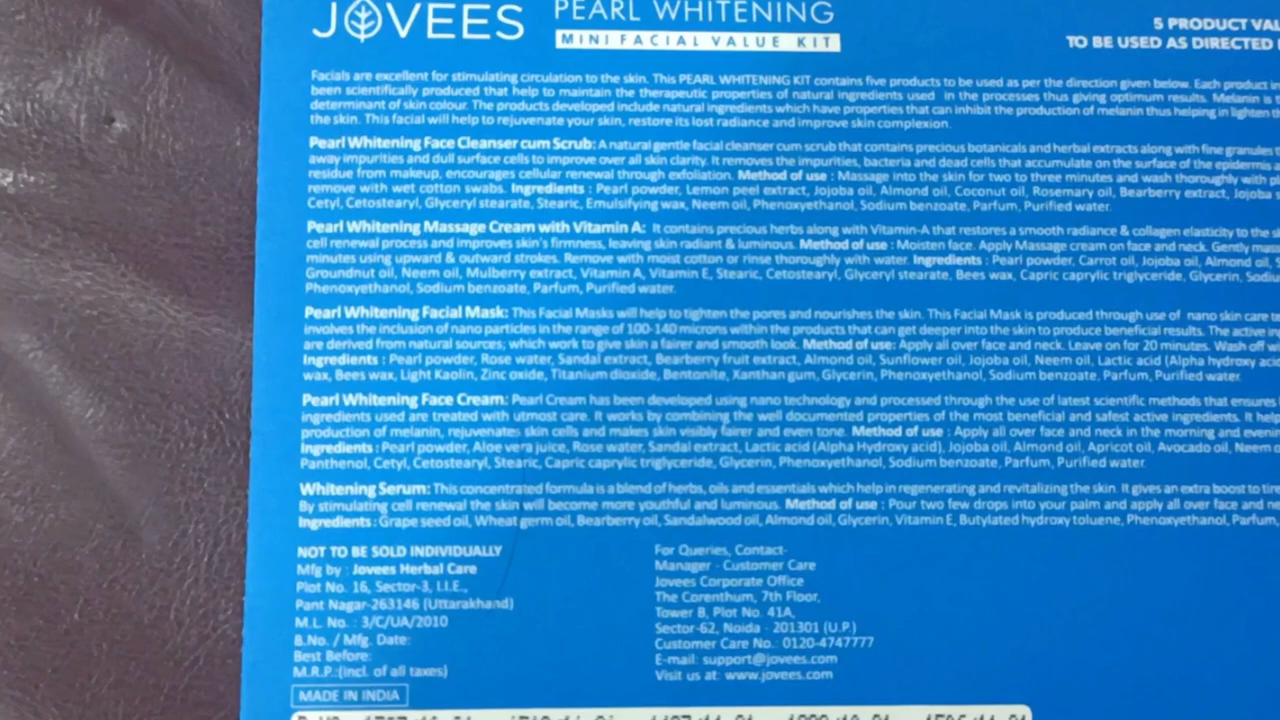 JOVEES PEARL WHITENING
MINI FACIAL VALUE KIT
5 PRODUCT
TO BE USED AS DIRECTED
Facials are excellent for stimulating circulation to the skin. This PEARL WHITENING KIT contains five products to be used as per the direction given below. Each product
been scientifically produced that help to maintain the therapeutic properties of natural ingredients used in the processes thus giving optimum results. Melanin is
determinant of skin colour. The products developed include natural ingredients which have properties that can inhibit the production of melanin thus helping in lighten
the skin. This facial will help to rejuvenate your skin, restore its lost radiance and improve skin complexion.
Pearl Whitening Face Cleanser cum Scrub: A natural gentle facial cleanser cum scrub that contains precious botanicals and herbal extracts along with fine granules
away impurities and dull surface cells to improve over all skin clarity. It removes the impurities, bacteria and dead cells that accumulate on the surface of the epidermis
residue from makeup, encourages cellular renewal through exfoliation. Method of use : Massage into the skin for two to three minutes and wash thoroughly with
remove with wet cotton swabs. Ingredients : Pearl powder, Lemon peel extract, Jojoba oil, Almond oil, Coconut oil, Rosemary oil, Bearberry extract, Jojoba
Cetyl, Cetostearyl, Glyceryl stearate, Stearic, Emulsifying wax, Neem oil, Phenoxyethanol, Sodium benzoate, Parfum, Purified water.
Pearl Whitening Massage Cream with Vitamin A: It contains precious herbs along with Vitamin-A that restores a smooth radiance & collagen elasticity to the
cell renewal process and improves skin's firmness, leaving skin radiant & luminous. Method of use : Moisten face. Apply Massage cream on face and neck. Gently
minutes using upward & outward strokes. Remove with moist cotton or rinse thoroughly with water. Ingredients : Pearl powder, Carrot oil, Jojoba oil, Almond oil,
Groundnut oil, Neem oil, Mulberry extract, Vitamin A, Vitamin E, Stearic, Cetostearyl, Glyceryl stearate, Bees wax, Capric caprylic triglyceride, Glycerin,
Phenoxyethanol, Sodium benzoate, Parfum, Purified water.
Pearl Whitening Facial Mask: This Facial Masks will help to tighten the pores and nourishes the skin. This Facial Mask is produced through use of nano skin care
involves the inclusion of nano particles in the range of 100-140 microns within the products that can get deeper into the skin to produce beneficial results. The active
are derived from natural sources, which work to give skin a fairer and smooth look. Method of use: Apply all over face and neck. Leave on for 20 minutes. Wash off
Ingredients : Pearl powder, Rose water, Sandal extract, Bearberry fruit extract, Almond oil, Sunflower oil, Jojoba oil, Neem oil, Lactic acid (Alpha hydroxy
wax, Bees wax, Light Kaolin, Zinc oxide, Titanium dioxide, Bentonite, Xanthan gum, Glycerin, Phenoxyethanol, Sodium benzoate, Parfum, Purified water.
Pearl Whitening Face Cream: Pearl Cream has been developed using nano technology and processed through the use of latest scientific methods that ensures
ingredients used are treated with utmost care. It works by combining the well documented properties of the most beneficial and safest active ingredients. It
production of melanin, rejuvenates skin cells and makes skin visibly fairer and even tone. Method of use : Apply all over face and neck in the morning and
Ingredients : Pearl powder, Aloe vera juice, Rose water, Sandal extract, Lactic acid (Alpha Hydroxy acid), Jojoba oil, Almond oil, Apricot oil, Avocado oil, Neem
Panthenol, Cetyl, Cetostearyl, Stearic, Capric caprylic triglyceride, Glycerin, Phenoxyethanol, Sodium benzoate, Parfum, Purified water.
Whitening Serum: This concentrated formula is a blend of herbs, oils and essentials which help in regenerating and revitalizing the skin. It gives an extra boost to
By stimulating cell renewal the skin will become more youthful and luminous. Method of use : Pour two few drops into your palm and apply all over face and
Ingredients : Grape seed oil, Wheat germ oil, Bearberry oil, Sandalwood oil, Almond oil, Glycerin, Vitamin E, Butylated hydroxy toluene, Phenoxyethanol, Parfum,
NOT TO BE SOLD INDIVIDUALLY
Mfg by : Jovees Herbal Care
Plot No. 16, Sector-3, I.I.E.,
Pant Nagar-263146 (Uttarakhand)
M.L. No. : 3/C/UA/2010
B.No. / Mfg. Date:
Best Before:
M.R.P.:(incl. of all taxes)
MADE IN INDIA
For Queries, Contact-
Manager - Customer Care
Jovees Corporate Office
The Corenthum, 7th Floor,
Tower B, Plot No. 41A,
Sector-62, Noida - 201301 (U.P.)
Customer Care No.: 0120-4747777
E-mail: support@jovees.com
Visit us at: www.jovees.com